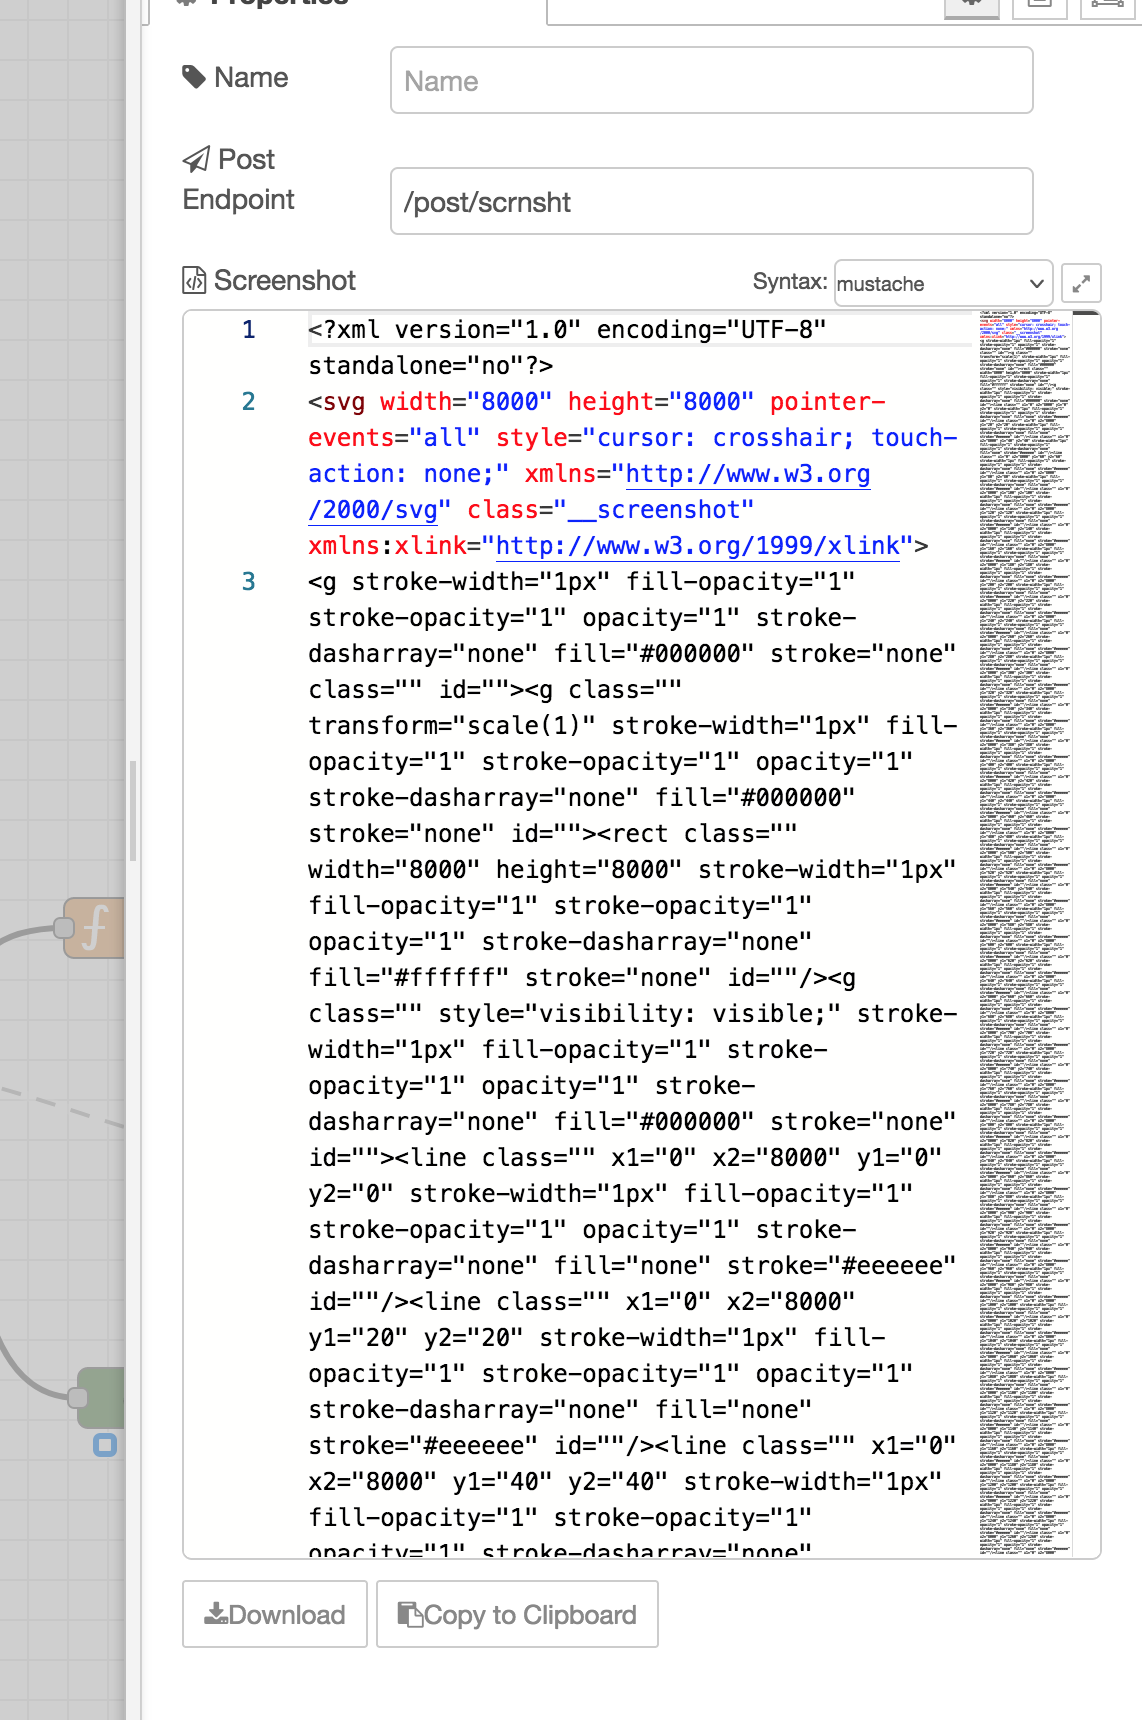 Properties
Name
Name
Post
Endpoint
/post/scrnsht
Screenshot
Syntax:
mustache
1
<?xml version="1.0" encoding="UTF-8"
standalone="no"?>
2
<svg width="8000" height="8000" pointer-
events="all" style="cursor: crosshair; touch-
action: none;" xmlns="http://www.w3.org
/2000/svg" class="__screenshot"
xmlns:xlink="http://www.w3.org/1999/xlink">
3
<g stroke-width="1px" fill-opacity="1"
stroke-opacity="1" opacity="1" stroke-
dasharray="none" fill="#000000" stroke="none"
class="" id=""><g class=""
transform="scale(1)" stroke-width="1px" fill-
opacity="1" stroke-opacity="1" opacity="1"
stroke-dasharray="none" fill="#000000"
stroke="none" id=""><rect class=""
width="8000" height="8000" stroke-width="1px"
fill-opacity="1" stroke-opacity="1"
opacity="1" stroke-dasharray="none"
fill="#ffffff" stroke="none" id=""/><g
class="" style="visibility: visible;" stroke-
width="1px" fill-opacity="1" stroke-
opacity="1" opacity="1" stroke-
dasharray="none" fill="#000000" stroke="none"
id=""><line class="" x1="0" x2="8000" y1="0"
y2="0" stroke-width="1px" fill-opacity="1"
stroke-opacity="1" opacity="1" stroke-
dasharray="none" fill="none" stroke="#eeeeee"
id=""/><line class="" x1="0" x2="8000"
y1="20" y2="20" stroke-width="1px" fill-
opacity="1" stroke-opacity="1" opacity="1"
stroke-dasharray="none" fill="none"
stroke="#eeeeee" id=""/><line class="" x1="0"
x2="8000" y1="40" y2="40" stroke-width="1px"
fill-opacity="1" stroke-opacity="1"
opacity="1" stroke-dasharray="none"
Download
Copy to Clipboard